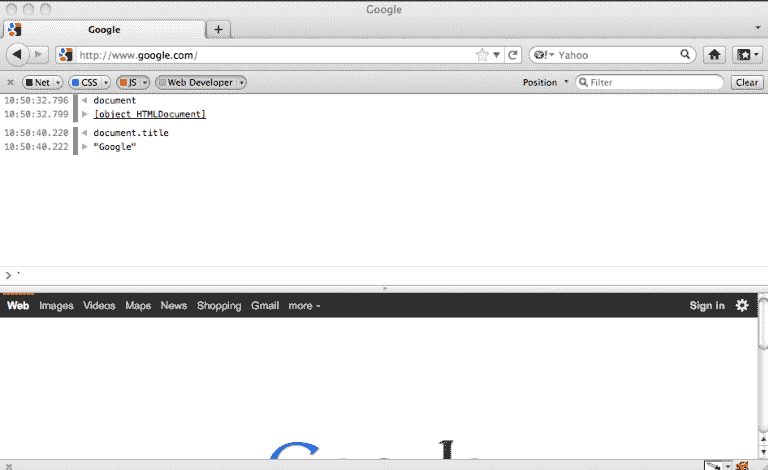 Google
Google
http://www.google.com/
Yahoo
Net CSS JS Web Developer Position Filter Clear
10:50:32.796 document
10:50:32.799 [object HTMLDocument]
10:50:40.220 document.title
10:50:40.222 "Google"
> `
Web Images Videos Maps News Shopping Gmail more Sign in